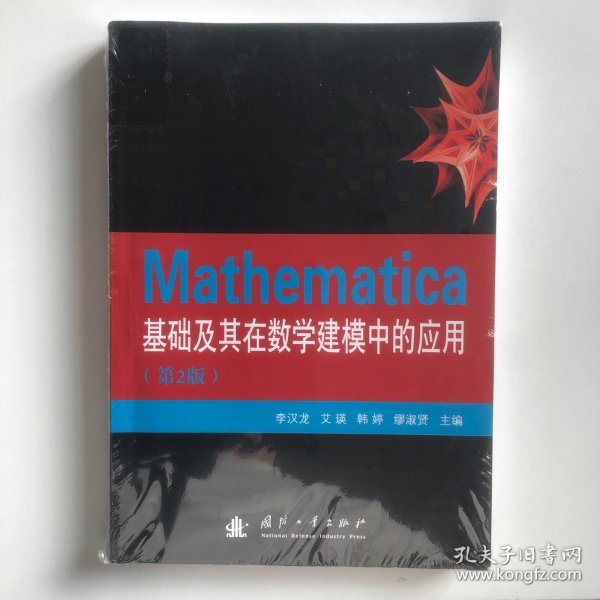 Mathematica
基础及其在数学建模中的应用
（第2版）
李汉龙 艾瑛 韩婷 缪淑贤 主编
国防工业出版社
National Defense Industry Press
孔夫子旧书网
www.kongfz.com